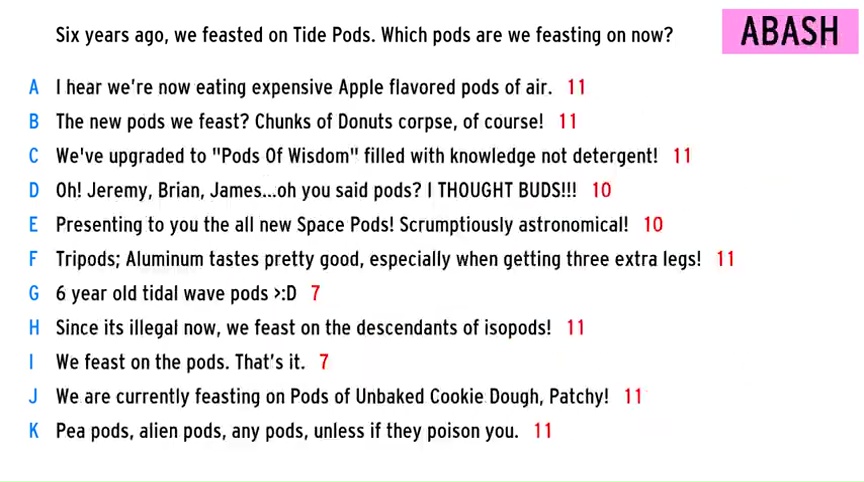 Six years ago, we feasted on Tide Pods. Which pods are we feasting on now?
ABASH
A I hear we're now eating expensive Apple flavored pods of air. 11
B The new pods we feast? Chunks of Donuts corpse, of course! 11
C We've upgraded to "Pods Of Wisdom" filled with knowledge not detergent! 11
D Oh! Jeremy, Brian, James...oh you said pods? I THOUGHT BUDS!!! 10
E Presenting to you the all new Space Pods! Scrumptiously astronomical! 10
F Tripods; Aluminum tastes pretty good, especially when getting three extra legs! 11
G 6 year old tidal wave pods >:D 7
H Since its illegal now, we feast on the descendants of isopods! 11
I We feast on the pods. That's it. 7
J We are currently feasting on Pods of Unbaked Cookie Dough, Patchy! 11
K Pea pods, alien pods, any pods, unless if they poison you. 11